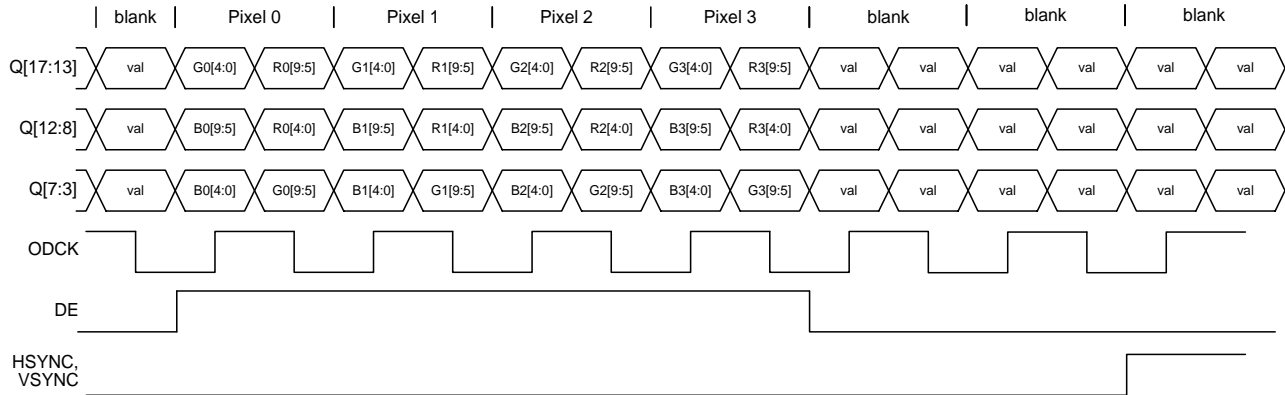 blank Pixel 0 Pixel 1 Pixel 2 Pixel 3 blank blank blank
Q[17:13] val G0[4:0] R0[9:5] G1[4:0] R1[9:5] G2[4:0] R2[9:5] G3[4:0] R3[9:5] val val val val val val
Q[12:8] val B0[9:5] R0[4:0] B1[9:5] R1[4:0] B2[9:5] R2[4:0] B3[9:5] R3[4:0] val val val val val val
Q[7:3] val B0[4:0] G0[9:5] B1[4:0] G1[9:5] B2[4:0] G2[9:5] B3[4:0] G3[9:5] val val val val val val
ODCK
DE
HSYNC,
VSYNC